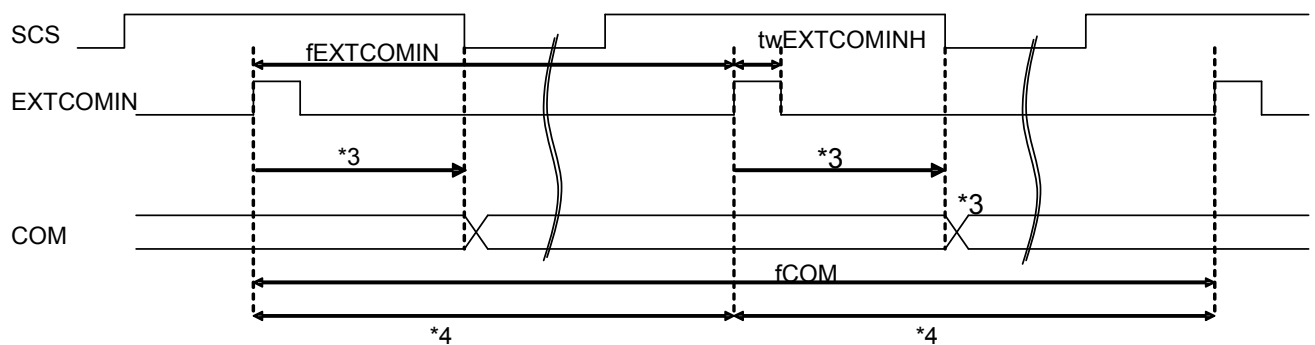 SCS
fEXTCOMIN
twEXTCOMINH
EXTCOMIN
*3
*3
*3
COM
fCOM
*4
*4